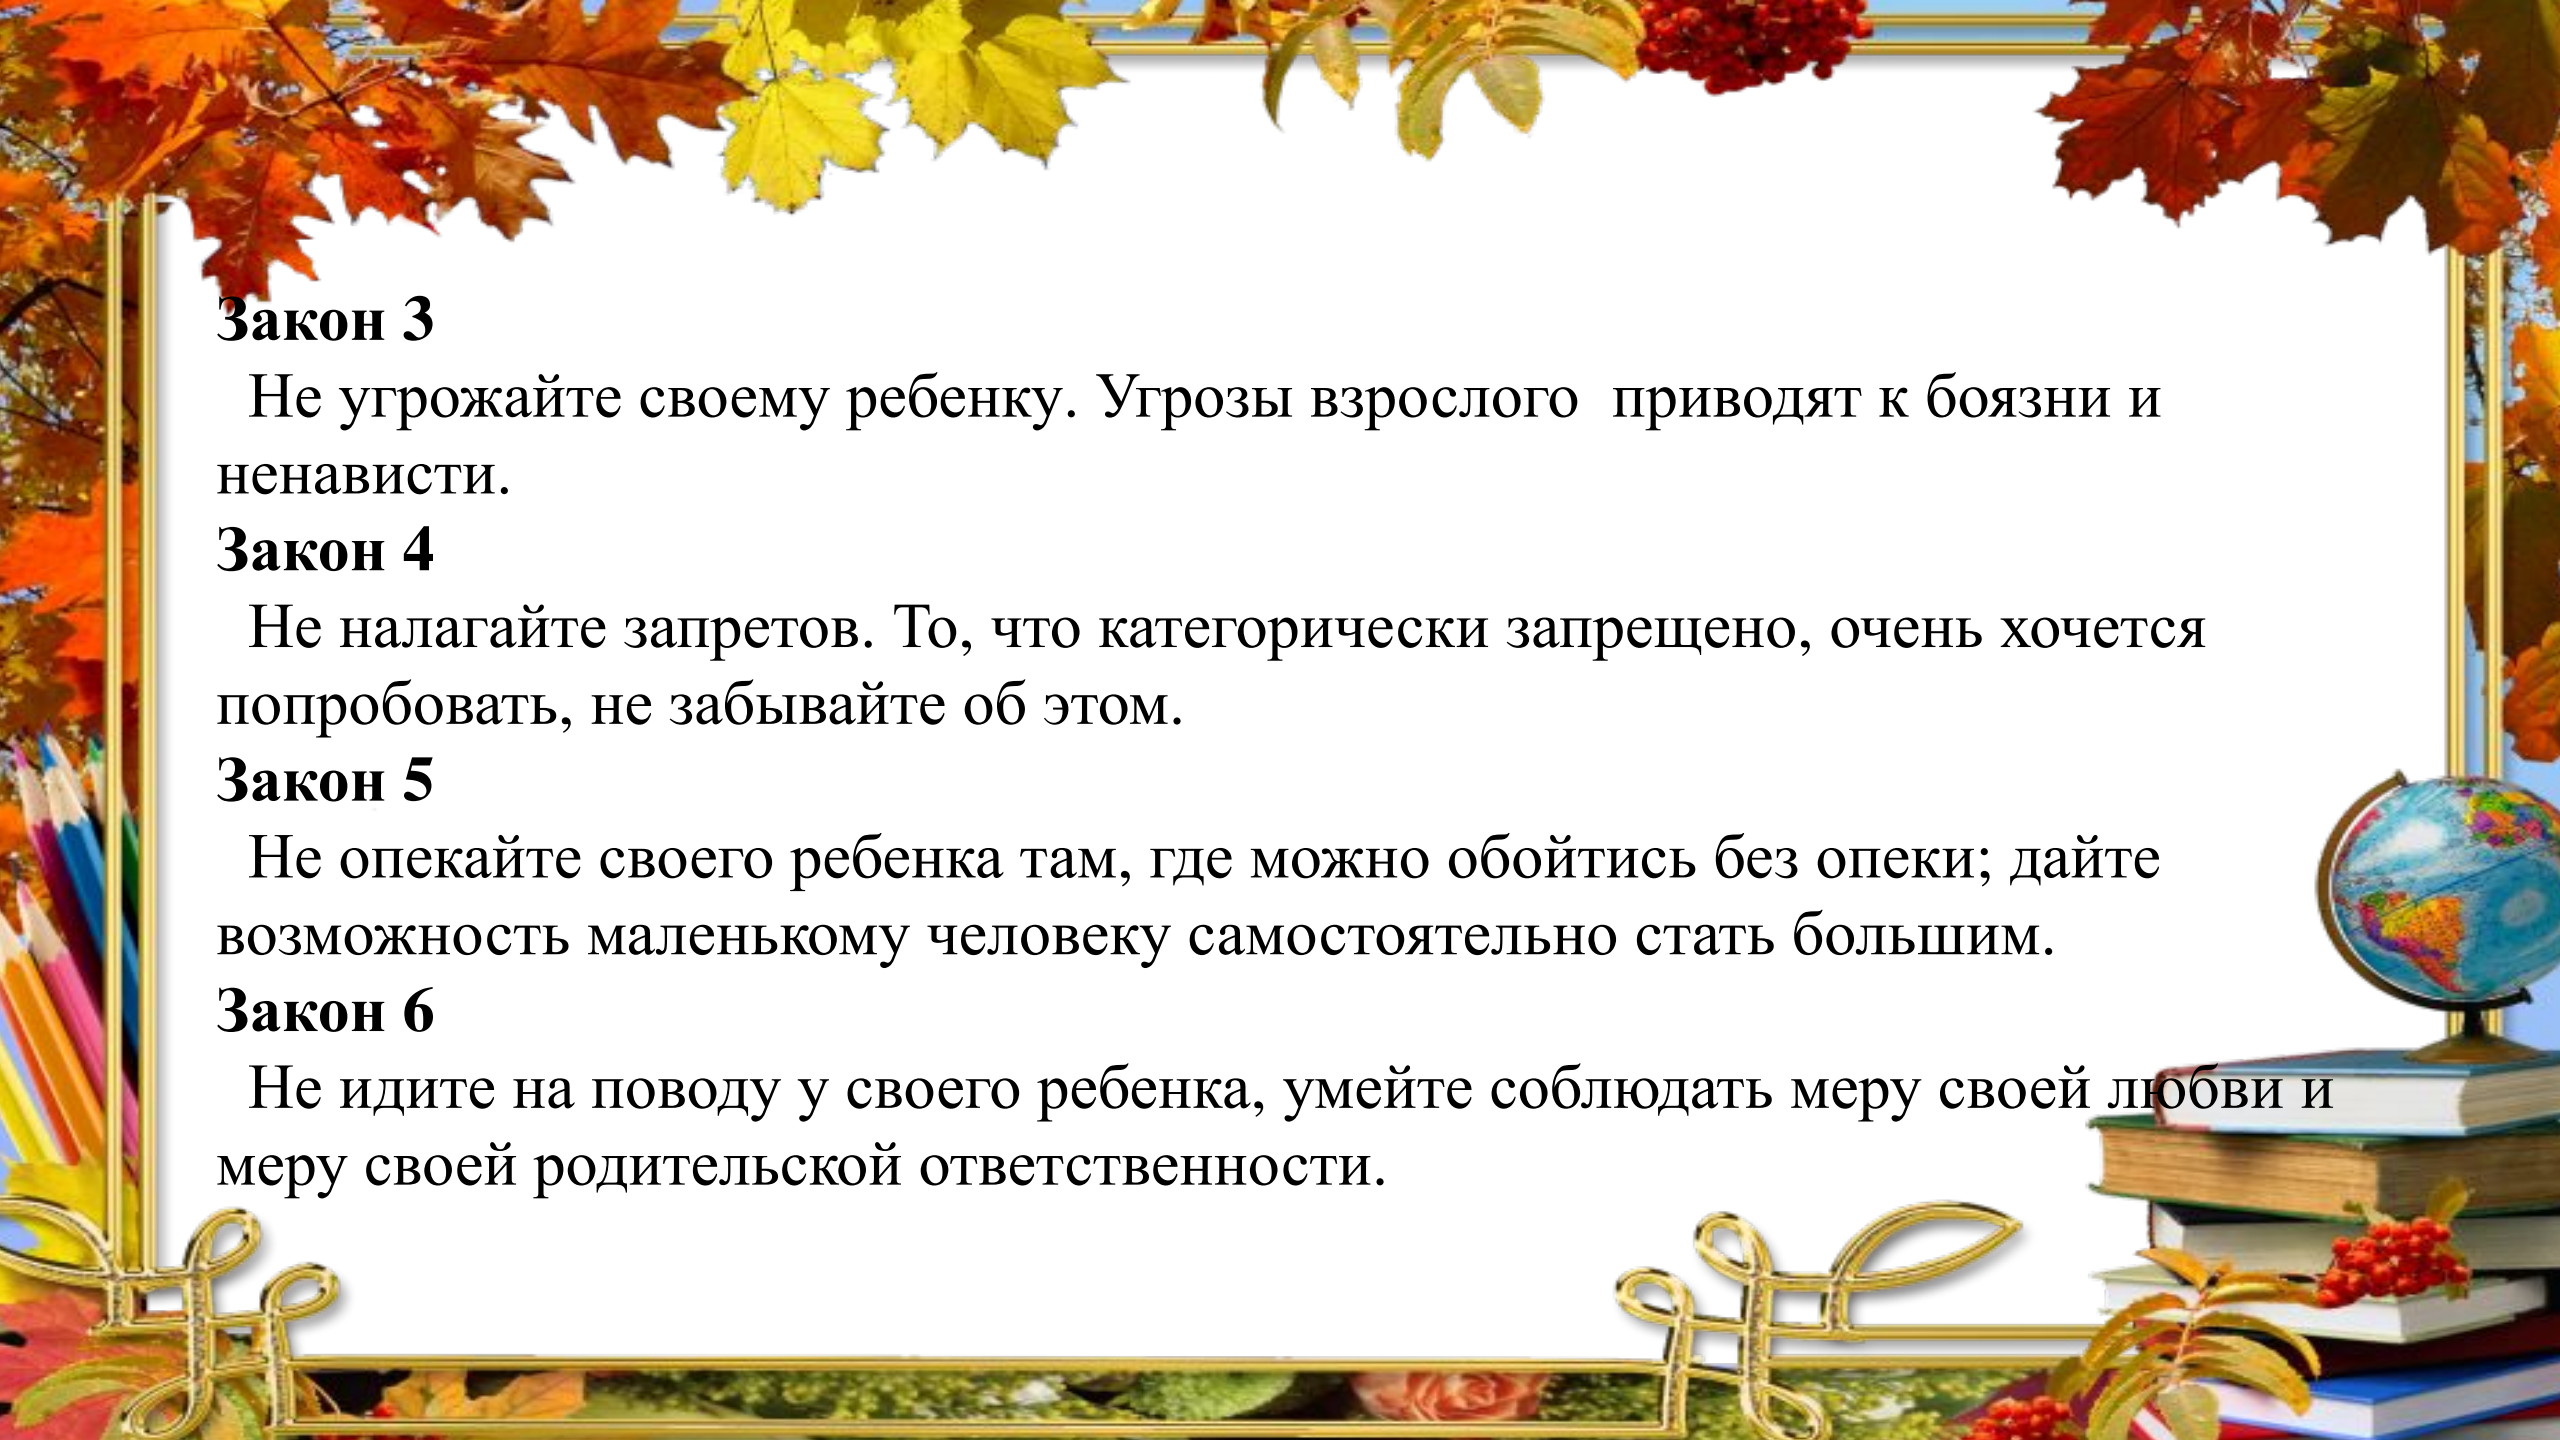 Закон 3
Не угрожайте своему ребенку. Угрозы взрослого  приводят к боязни и
ненависти.
Закон 4
Не налагайте запретов. То, что категорически запрещено, очень хочется
попробовать, не забывайте об этом.
Закон 5
Не опекайте своего ребенка там, где можно обойтись без опеки; дайте
возможность маленькому человеку самостоятельно стать большим.
Закон 6
Не идите на поводу у своего ребенка, умейте соблюдать меру своей любви и
меру своей родительской ответственности.